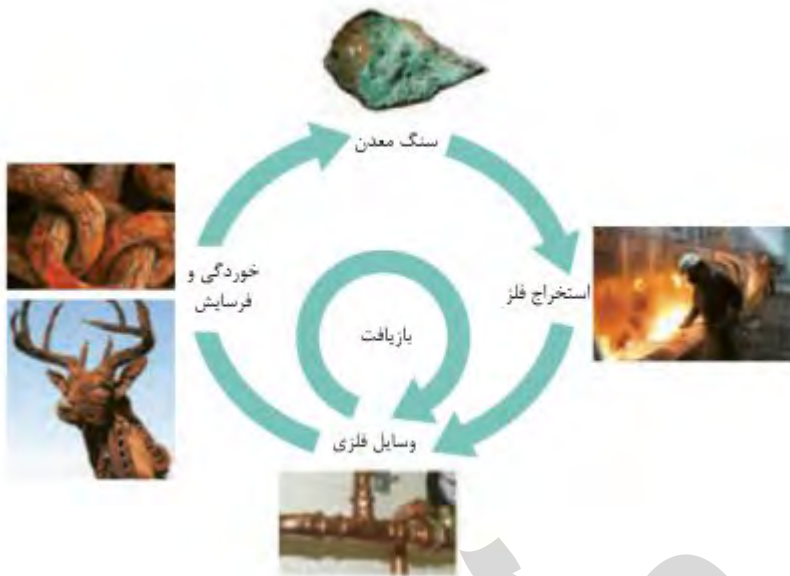 سنگ معدن
استخراج فلز
وسایل فلزی
خوردگی و
فرسایش
بازیافت